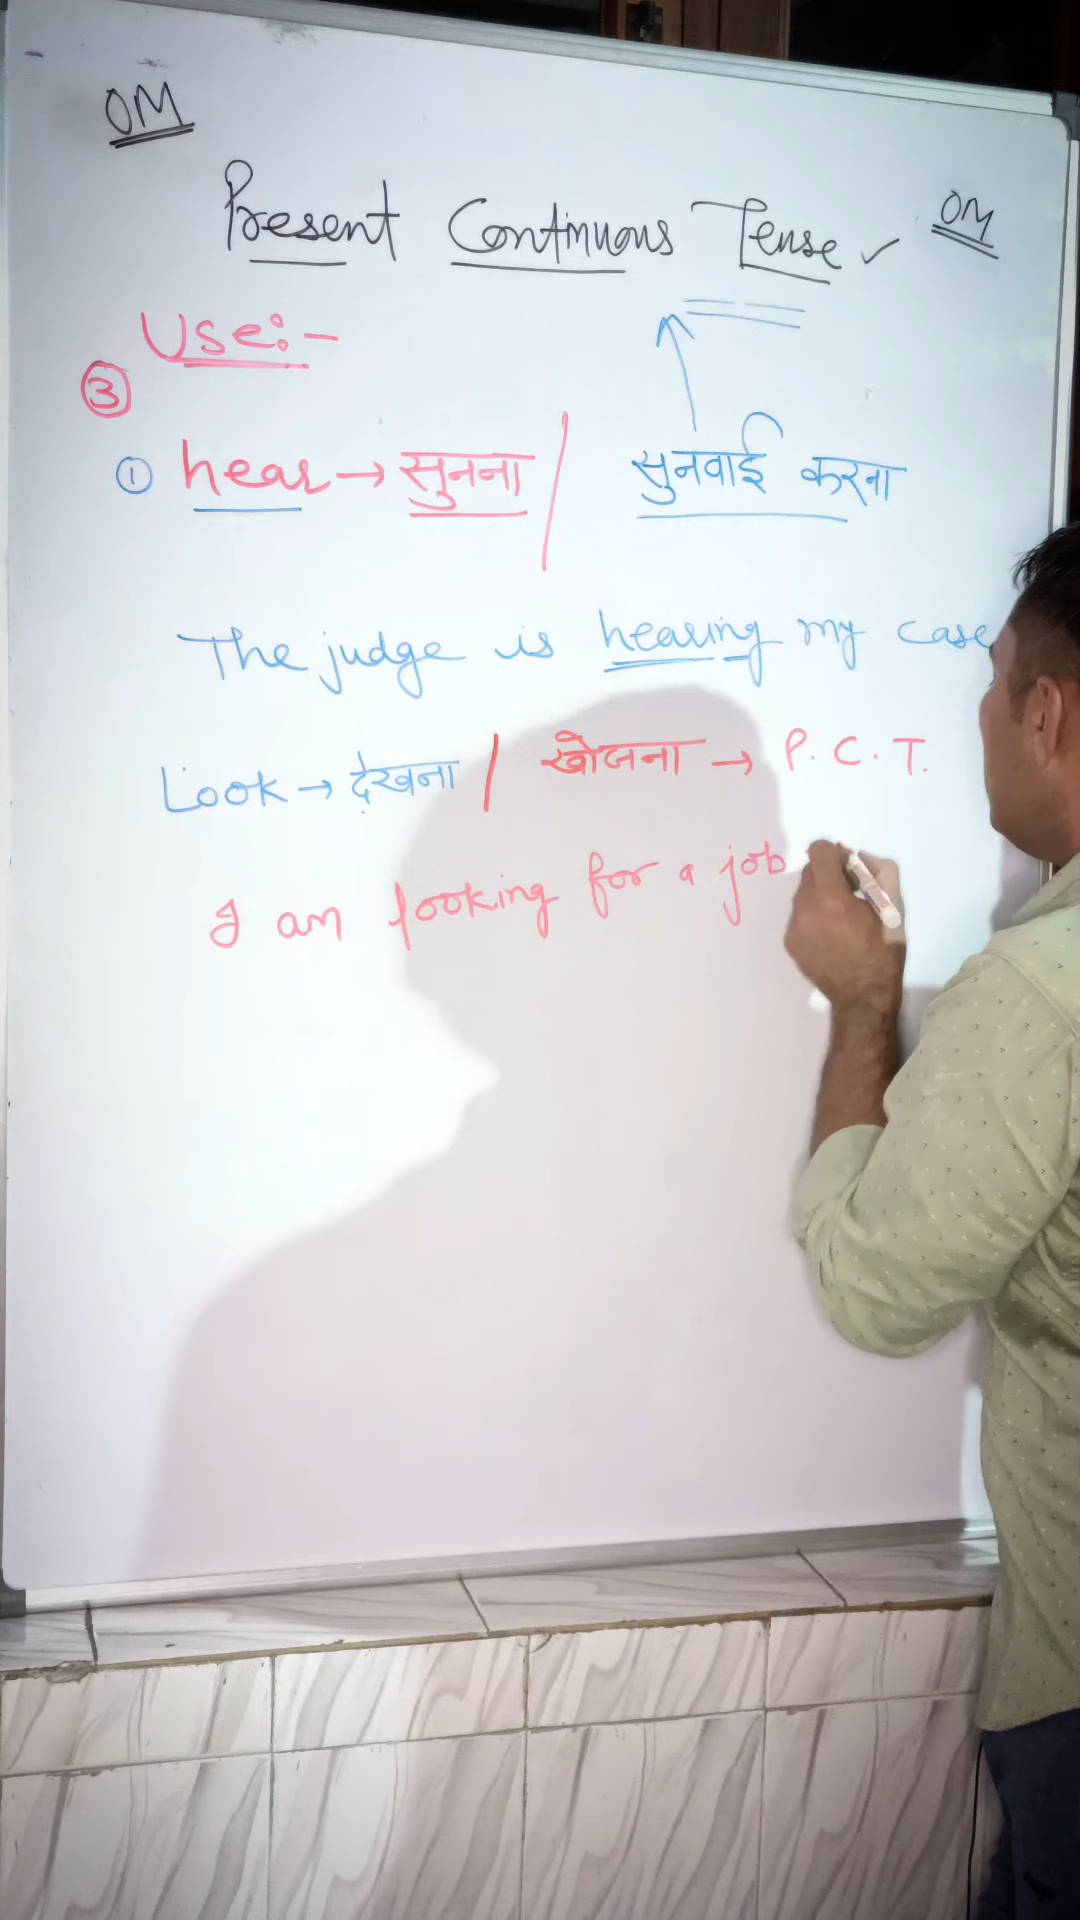 OM
Present Continuous Tense ✓ OM
Use:-
③
① hear → सुनना / सुनवाई करना
The judge is hearing my case
Look → देखना / खोजना → P.C.T.
I am looking for a job